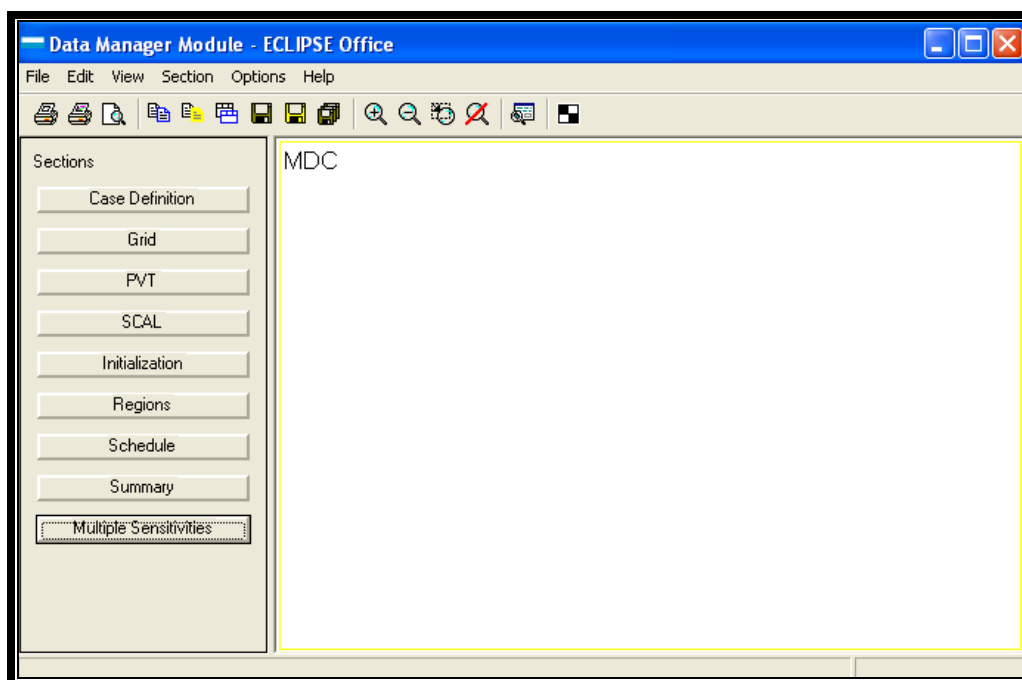 Data Manager Module - ECLIPSE Office
File Edit View Section Options Help
Sections
MDC
Case Definition
Grid
PVT
SCAL
Initialization
Regions
Schedule
Summary
Multiple Sensitivities